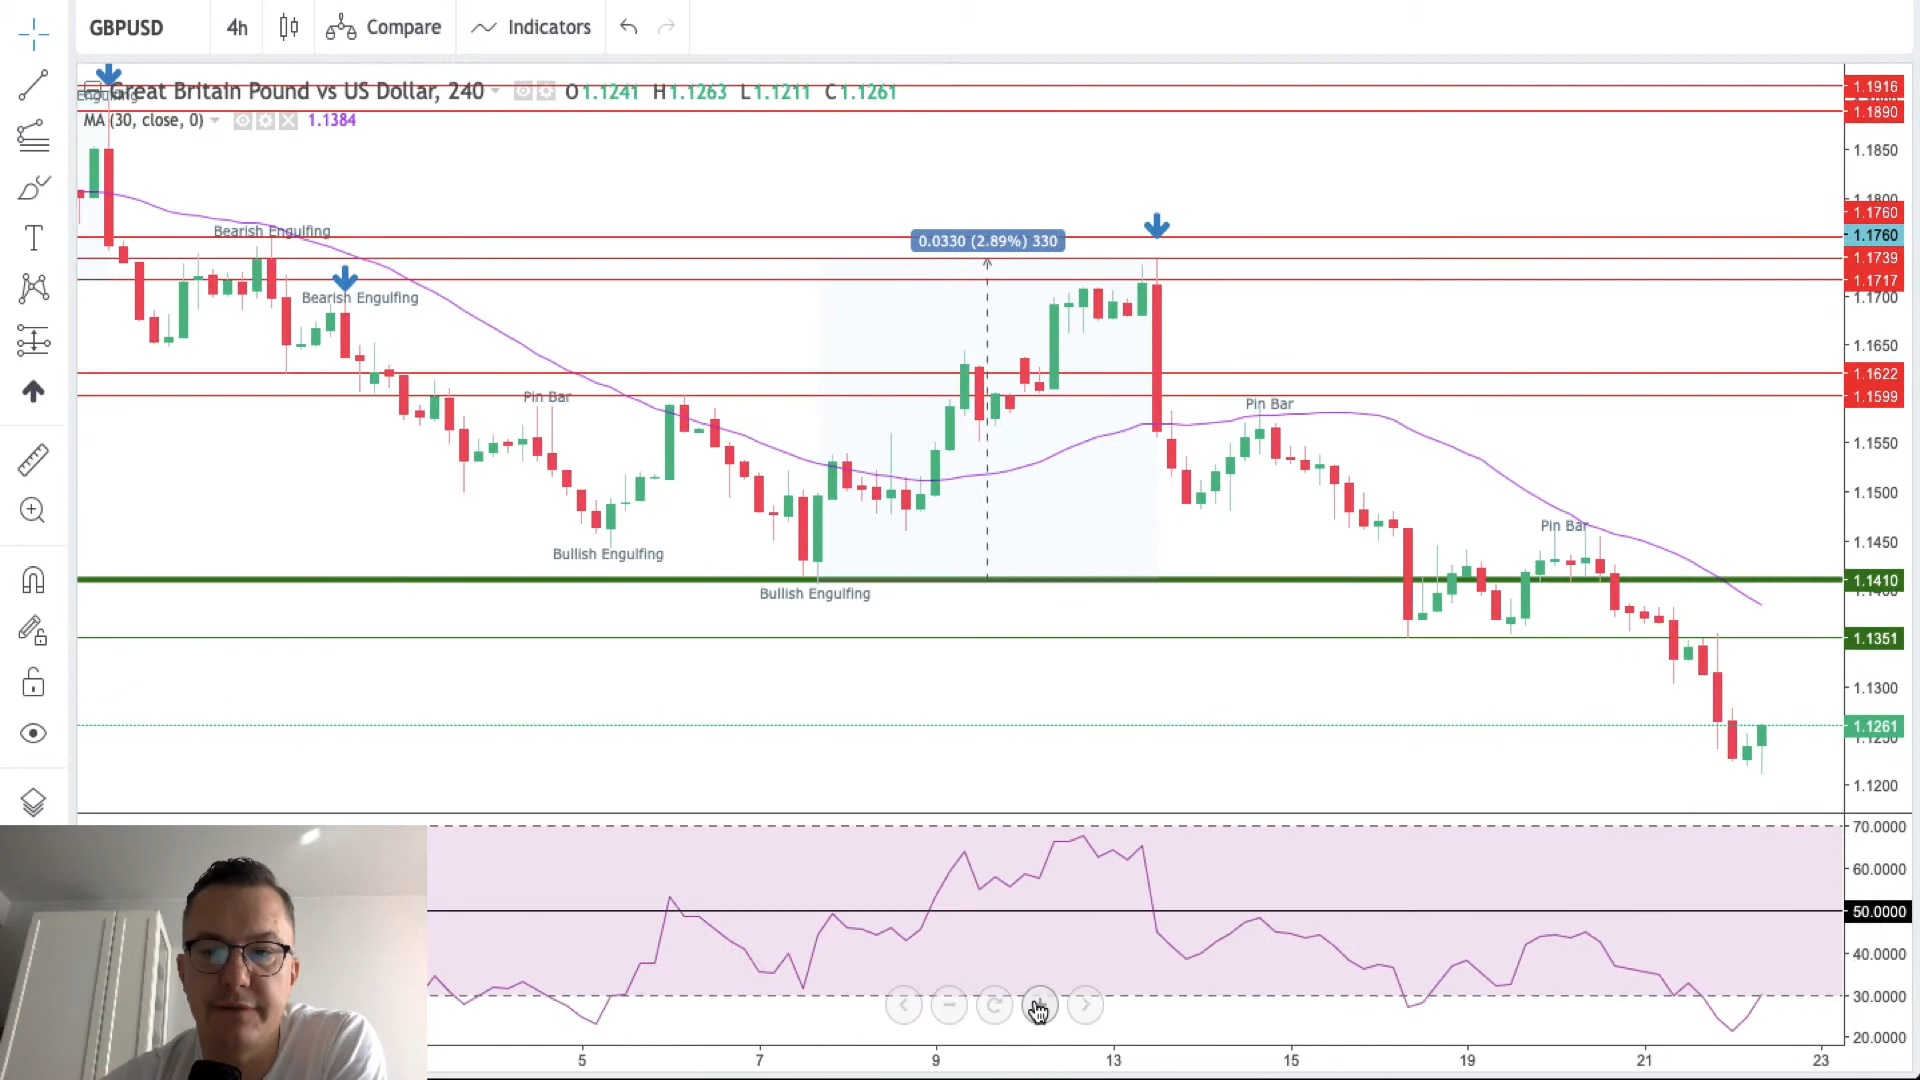 GBPUSD 4h Compare Indicators
Great Britain Pound vs US Dollar, 240 O1.1241 H1.1263 L1.1211 C1.1261
MA (30, close, 0) 1.1384
Bearish Engulfing
Bearish Engulfing
Pin Bar
Bullish Engulfing
Bullish Engulfing
0.0330 (2.89%) 330
Pin Bar
Pin Bar
1.1916
1.1890
1.1850
1.1800
1.1760
1.1760
1.1739
1.1717
1.1700
1.1650
1.1622
1.1599
1.1550
1.1500
1.1450
1.1410
1.1351
1.1300
1.1261
1.1250
1.1200
70.0000
60.0000
50.0000
40.0000
30.0000
20.0000
5 7 9 13 15 19 21 23